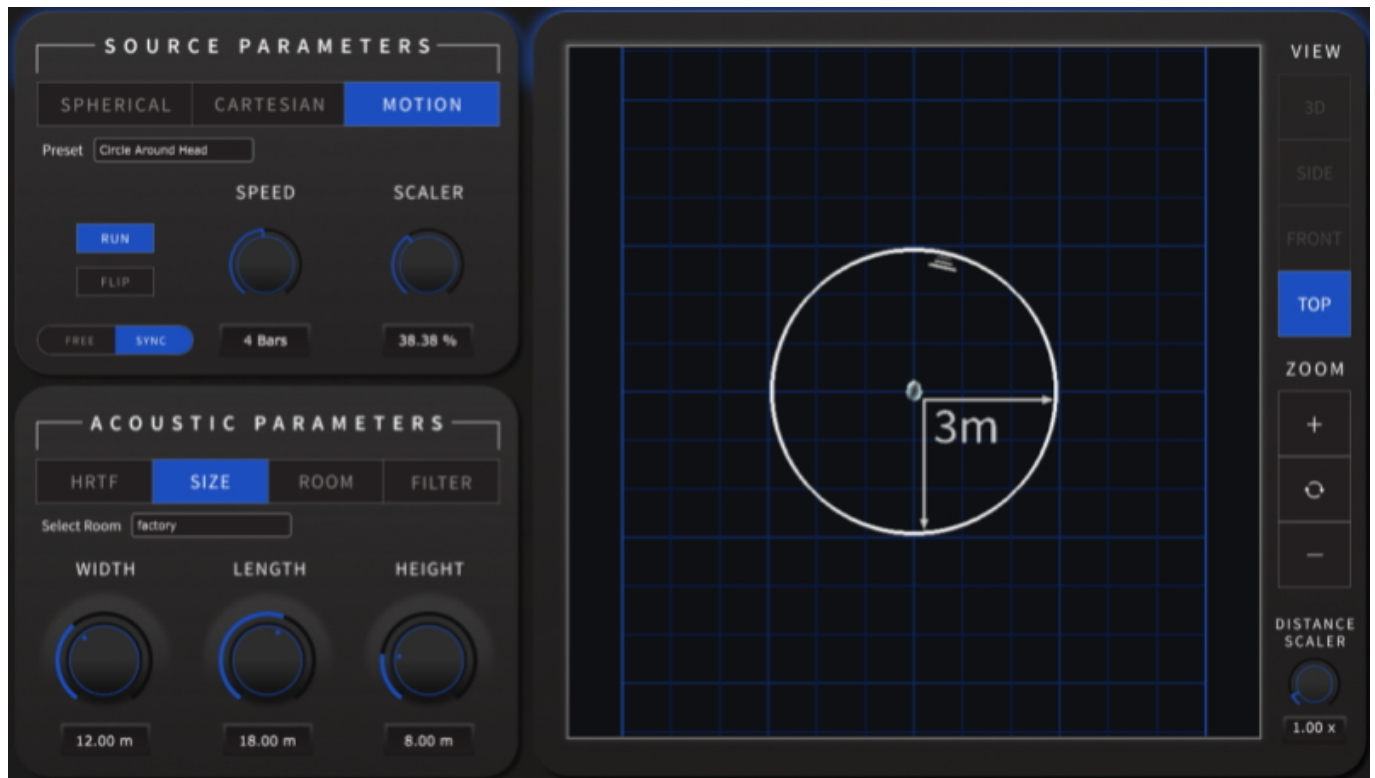 SOURCE PARAMETERS
SPHERICAL CARTESIAN MOTION
Preset Circle Around Head
SPEED SCALER
RUN
FLIP
FREE SYNC 4 Bars 38.38 %
ACOUSTIC PARAMETERS
HRTF SIZE ROOM FILTER
Select Room factory
WIDTH LENGTH HEIGHT
12.00 m 18.00 m 8.00 m
3m
VIEW
3D
SIDE
FRONT
TOP
ZOOM
+
−
DISTANCE
SCALER
1.00 x